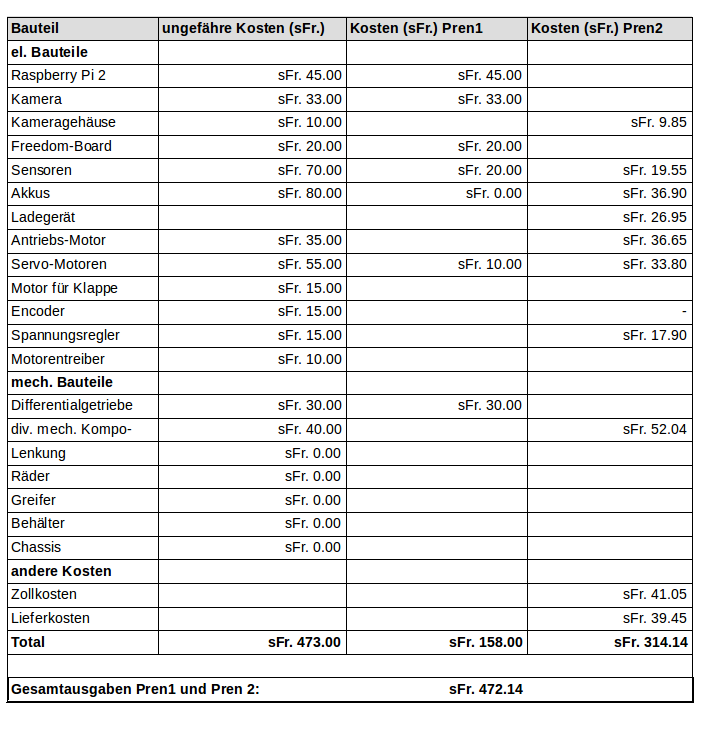 Bauteil ungefähre Kosten (sFr.) Kosten (sFr.) Pren1 Kosten (sFr.) Pren2
el. Bauteile
Raspberry Pi 2 sFr. 45.00 sFr. 45.00
Kamera sFr. 33.00 sFr. 33.00
Kameragehäuse sFr. 10.00 sFr. 9.85
Freedom-Board sFr. 20.00 sFr. 20.00
Sensoren sFr. 70.00 sFr. 20.00 sFr. 19.55
Akkus sFr. 80.00 sFr. 0.00 sFr. 36.90
Ladegerät sFr. 26.95
Antriebs-Motor sFr. 35.00 sFr. 36.65
Servo-Motoren sFr. 55.00 sFr. 10.00 sFr. 33.80
Motor für Klappe sFr. 15.00
Encoder sFr. 15.00 -
Spannungsregler sFr. 15.00 sFr. 17.90
Motorentreiber sFr. 10.00
mech. Bauteile
Differentialgetriebe sFr. 30.00 sFr. 30.00
div. mech. Kompo- sFr. 40.00 sFr. 52.04
Lenkung sFr. 0.00
Räder sFr. 0.00
Greifer sFr. 0.00
Behälter sFr. 0.00
Chassis sFr. 0.00
andere Kosten
Zollkosten sFr. 41.05
Lieferkosten sFr. 39.45
Total sFr. 473.00 sFr. 158.00 sFr. 314.14
Gesamtausgaben Pren1 und Pren 2: sFr. 472.14